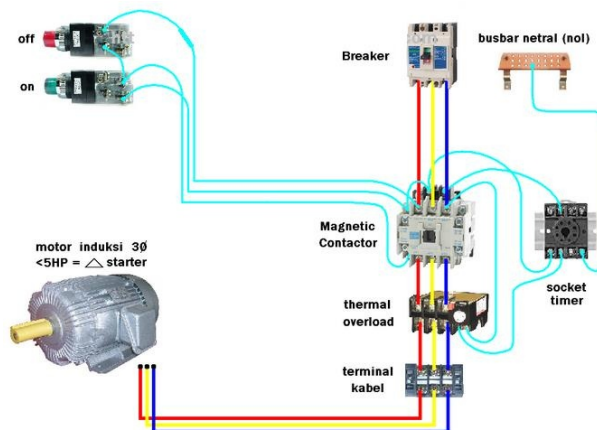 off
on
Breaker
busbar netral (nol)
Magnetic
Contactor
motor induksi 3Ø
<5HP = △ starter
thermal
overload
socket
timer
terminal
kabel